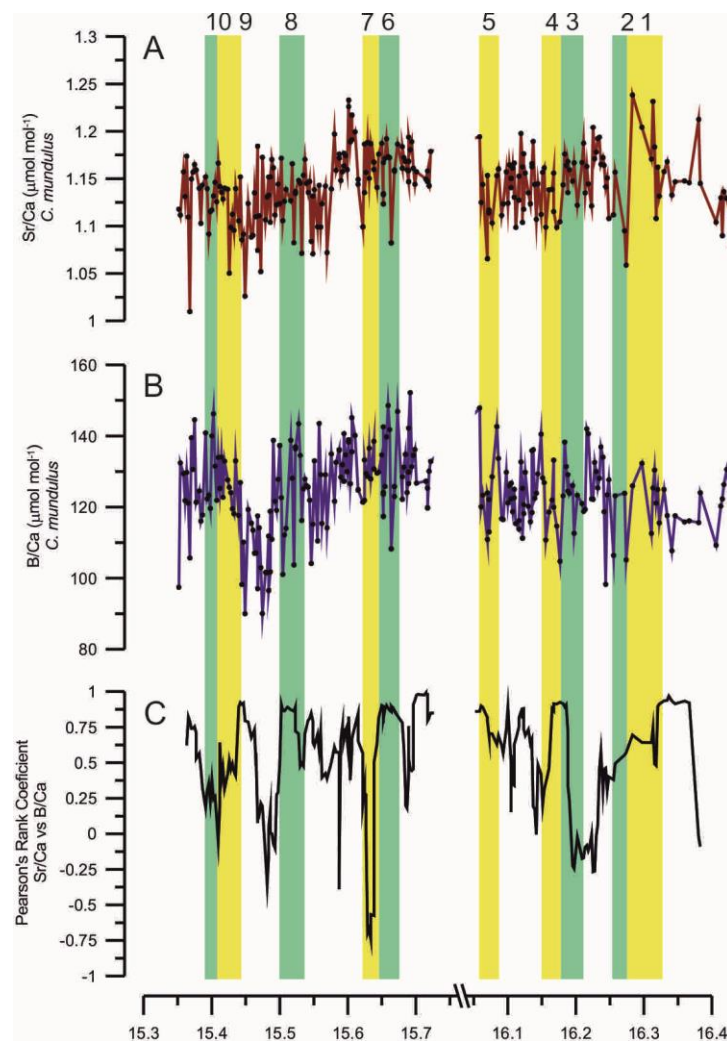 10 9 8 7 6 5 4 3 2 1
A
1.3
1.25
1.2
1.15
1.1
1.05
1
Sr/Ca (μmol mol⁻¹)
C. mundulus
B
160
140
120
100
80
B/Ca (μmol mol⁻¹)
C. mundulus
C
1
0.75
0.5
0.25
0
-0.25
-0.5
-0.75
-1
Pearson's Rank Coeficient
Sr/Ca vs B/Ca
15.3 15.4 15.5 15.6 15.7 16.1 16.2 16.3 16.4